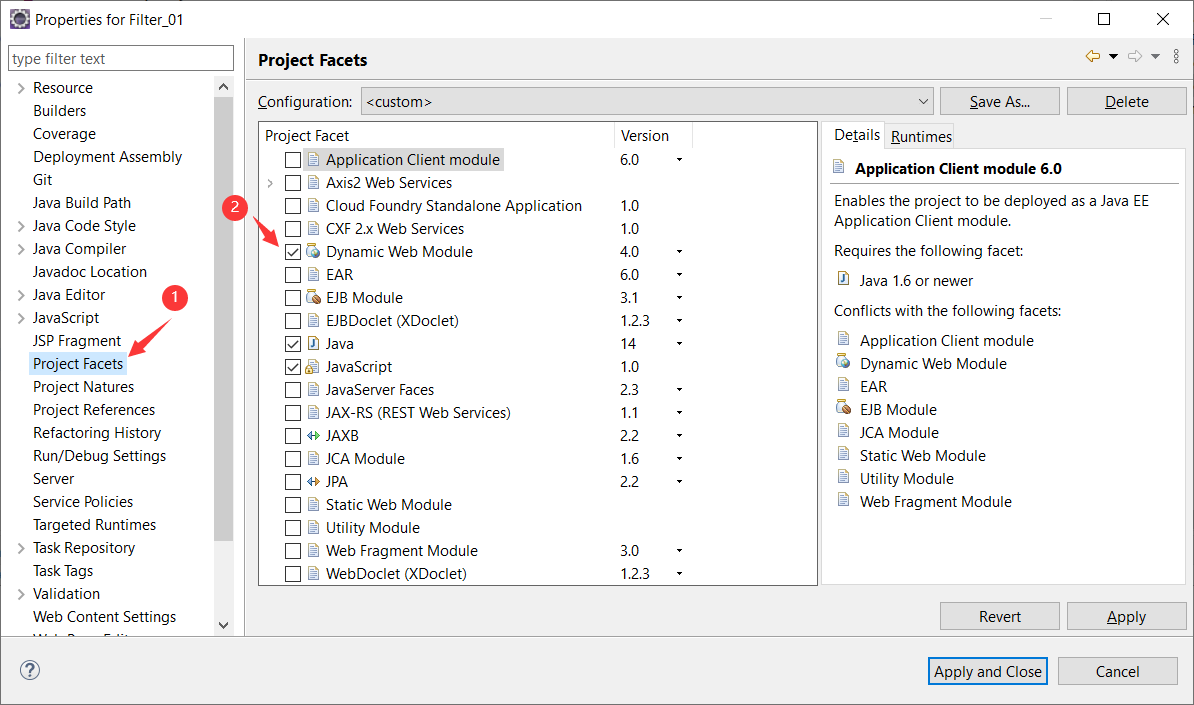 Properties for Filter_01
type filter text
Resource
Builders
Coverage
Deployment Assembly
Git
Java Build Path
Java Code Style
Java Compiler
Javadoc Location
Java Editor
JavaScript
JSP Fragment
Project Facets
Project Natures
Project References
Refactoring History
Run/Debug Settings
Server
Service Policies
Targeted Runtimes
Task Repository
Task Tags
Validation
Web Content Settings
1
2
Project Facets
Configuration: <custom> Save As... Delete
Project Facet Version
Application Client module 6.0
Axis2 Web Services
Cloud Foundry Standalone Application 1.0
CXF 2.x Web Services 1.0
Dynamic Web Module 4.0
EAR 6.0
EJB Module 3.1
EJBDoclet (XDoclet) 1.2.3
Java 14
JavaScript 1.0
JavaServer Faces 2.3
JAX-RS (REST Web Services) 1.1
JAXB 2.2
JCA Module 1.6
JPA 2.2
Static Web Module
Utility Module
Web Fragment Module 3.0
WebDoclet (XDoclet) 1.2.3
Details Runtimes
Application Client module 6.0
Enables the project to be deployed as a Java EE
Application Client module.
Requires the following facet:
Java 1.6 or newer
Conflicts with the following facets:
Application Client module
Dynamic Web Module
EAR
EJB Module
JCA Module
Static Web Module
Utility Module
Web Fragment Module
Revert Apply
? Apply and Close Cancel